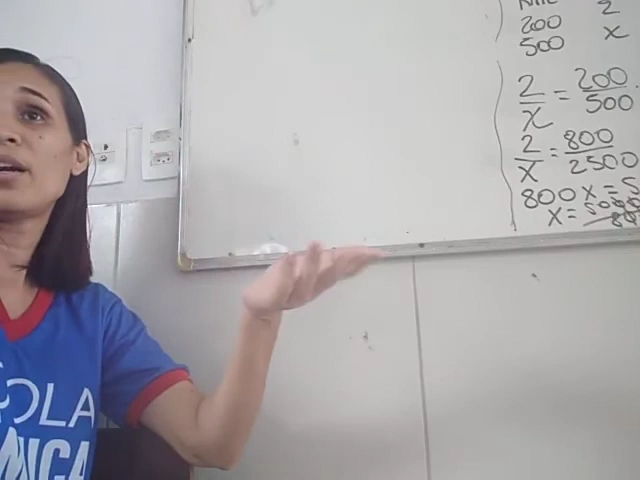 200 2
500 x
2/x = 200/500
2/x = 800/2500
800x = 5
x =
OLA